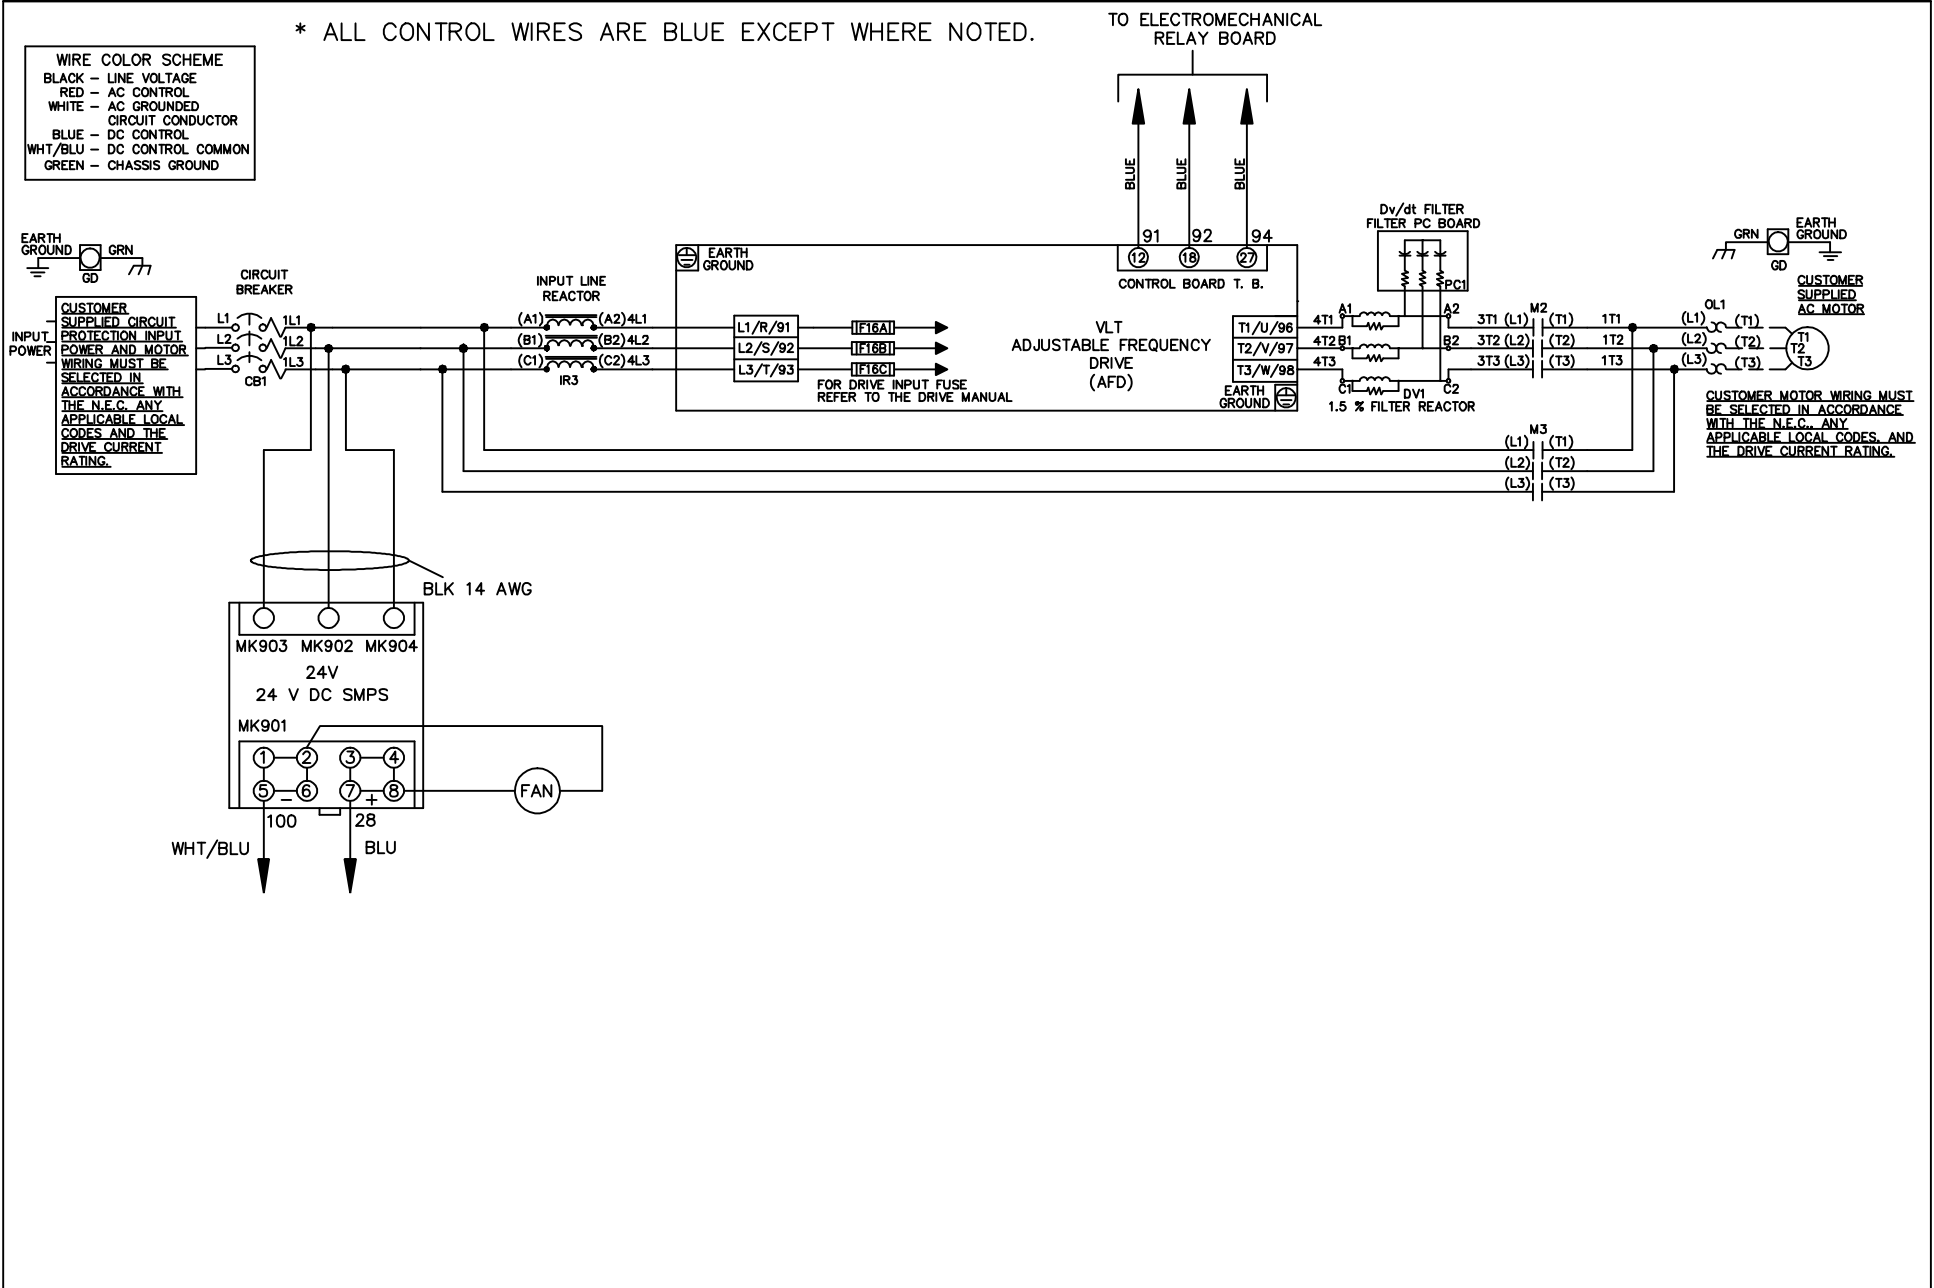 * ALL CONTROL WIRES ARE BLUE EXCEPT WHERE NOTED.
TO ELECTROMECHANICAL
RELAY BOARD
WIRE COLOR SCHEME
BLACK – LINE VOLTAGE
RED – AC CONTROL
WHITE – AC GROUNDED
CIRCUIT CONDUCTOR
BLUE – DC CONTROL
WHT/BLU – DC CONTROL COMMON
GREEN – CHASSIS GROUND
BLUE
BLUE
BLUE
91 92 94
12 18 27
CONTROL BOARD T. B.
EARTH
GROUND
GRN
GD
CUSTOMER
SUPPLIED CIRCUIT
PROTECTION INPUT
POWER AND MOTOR
WIRING MUST BE
SELECTED IN
ACCORDANCE WITH
THE N.E.C. ANY
APPLICABLE LOCAL
CODES AND THE
DRIVE CURRENT
RATING.
INPUT
POWER
CIRCUIT
BREAKER
L1 1L1
L2 1L2
L3 1L3
CB1
INPUT LINE
REACTOR
(A1) (A2) 4L1
(B1) (B2) 4L2
(C1) (C2) 4L3
IR3
EARTH
GROUND
L1/R/91
L2/S/92
L3/T/93
F16A
F16B
F16C
FOR DRIVE INPUT FUSE
REFER TO THE DRIVE MANUAL
VLT
ADJUSTABLE FREQUENCY
DRIVE
(AFD)
T1/U/96
T2/V/97
T3/W/98
EARTH
GROUND
Dv/dt FILTER
FILTER PC BOARD
PC1
4T1 A1 A2
4T2 B1 B2
4T3 C1 C2
DV1
1.5 % FILTER REACTOR
M2
3T1 (L1) (T1) 1T1
3T2 (L2) (T2) 1T2
3T3 (L3) (T3) 1T3
M3
(L1) (T1)
(L2) (T2)
(L3) (T3)
OL1
(L1) (T1)
(L2) (T2)
(L3) (T3)
T1
T2
T3
GRN
EARTH
GROUND
GD
CUSTOMER
SUPPLIED
AC MOTOR
CUSTOMER MOTOR WIRING MUST
BE SELECTED IN ACCORDANCE
WITH THE N.E.C., ANY
APPLICABLE LOCAL CODES, AND
THE DRIVE CURRENT RATING.
BLK 14 AWG
MK903 MK902 MK904
24V
24 V DC SMPS
MK901
1 2 3 4
5 – 6 7 + 8
FAN
100 28
WHT/BLU BLU